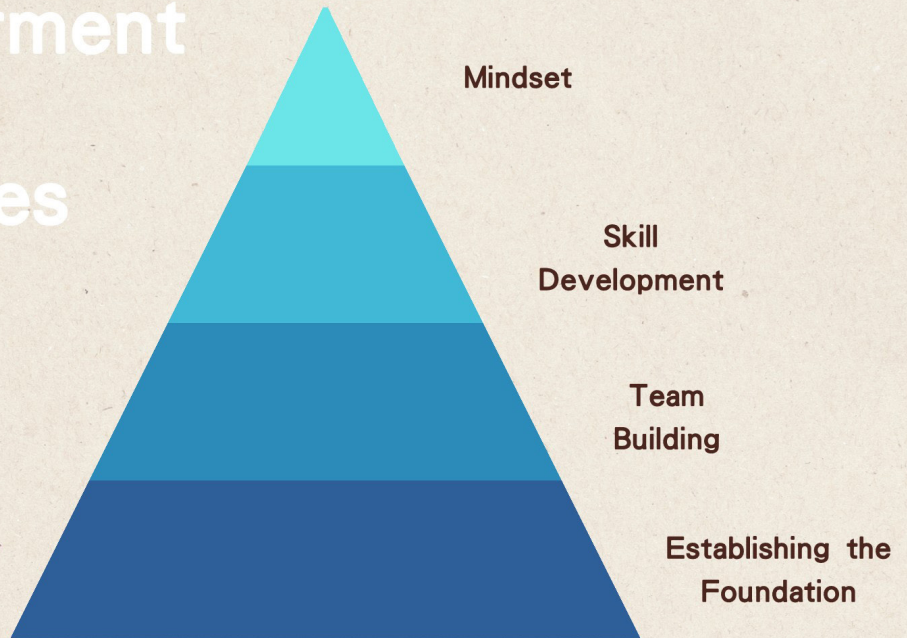 rment
Mindset
es
Skill
Development
Team
Building
Establishing the
Foundation